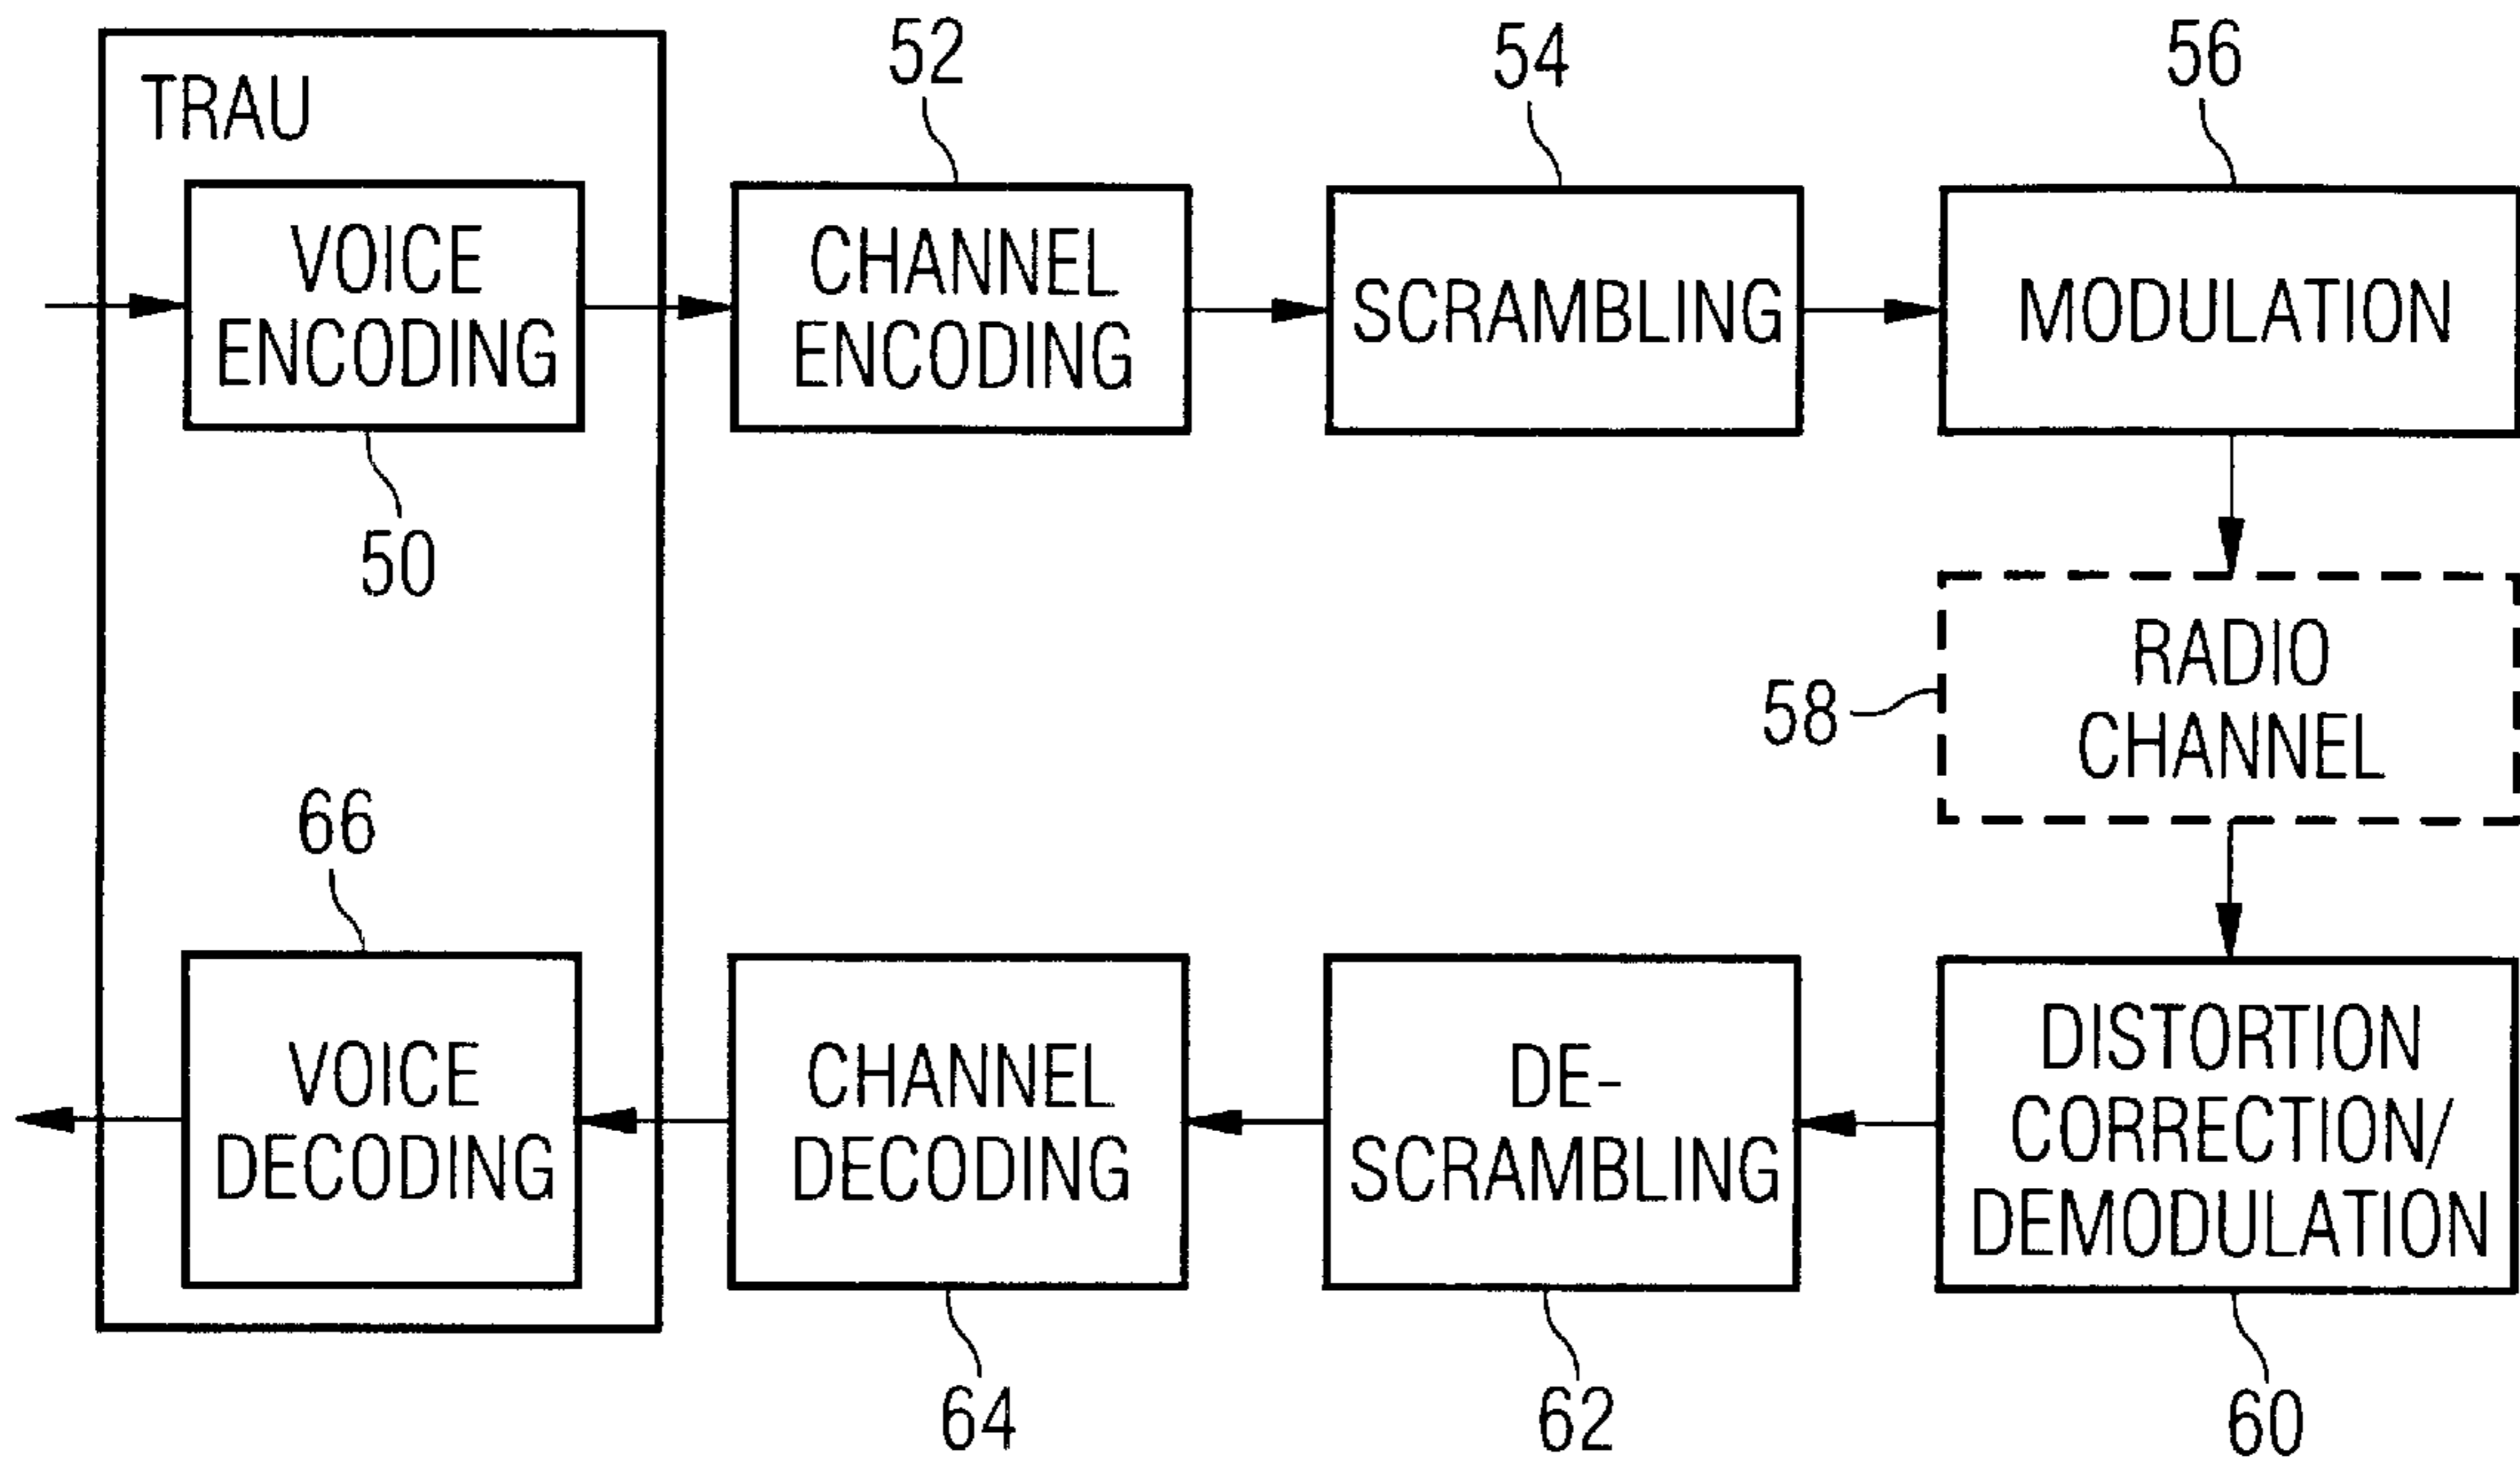 52
54
56
TRAU
VOICE
ENCODING
CHANNEL
ENCODING
SCRAMBLING
MODULATION
50
RADIO
CHANNEL
58
66
VOICE
DECODING
CHANNEL
DECODING
DE-
SCRAMBLING
DISTORTION
CORRECTION/
DEMODULATION
64
62
60